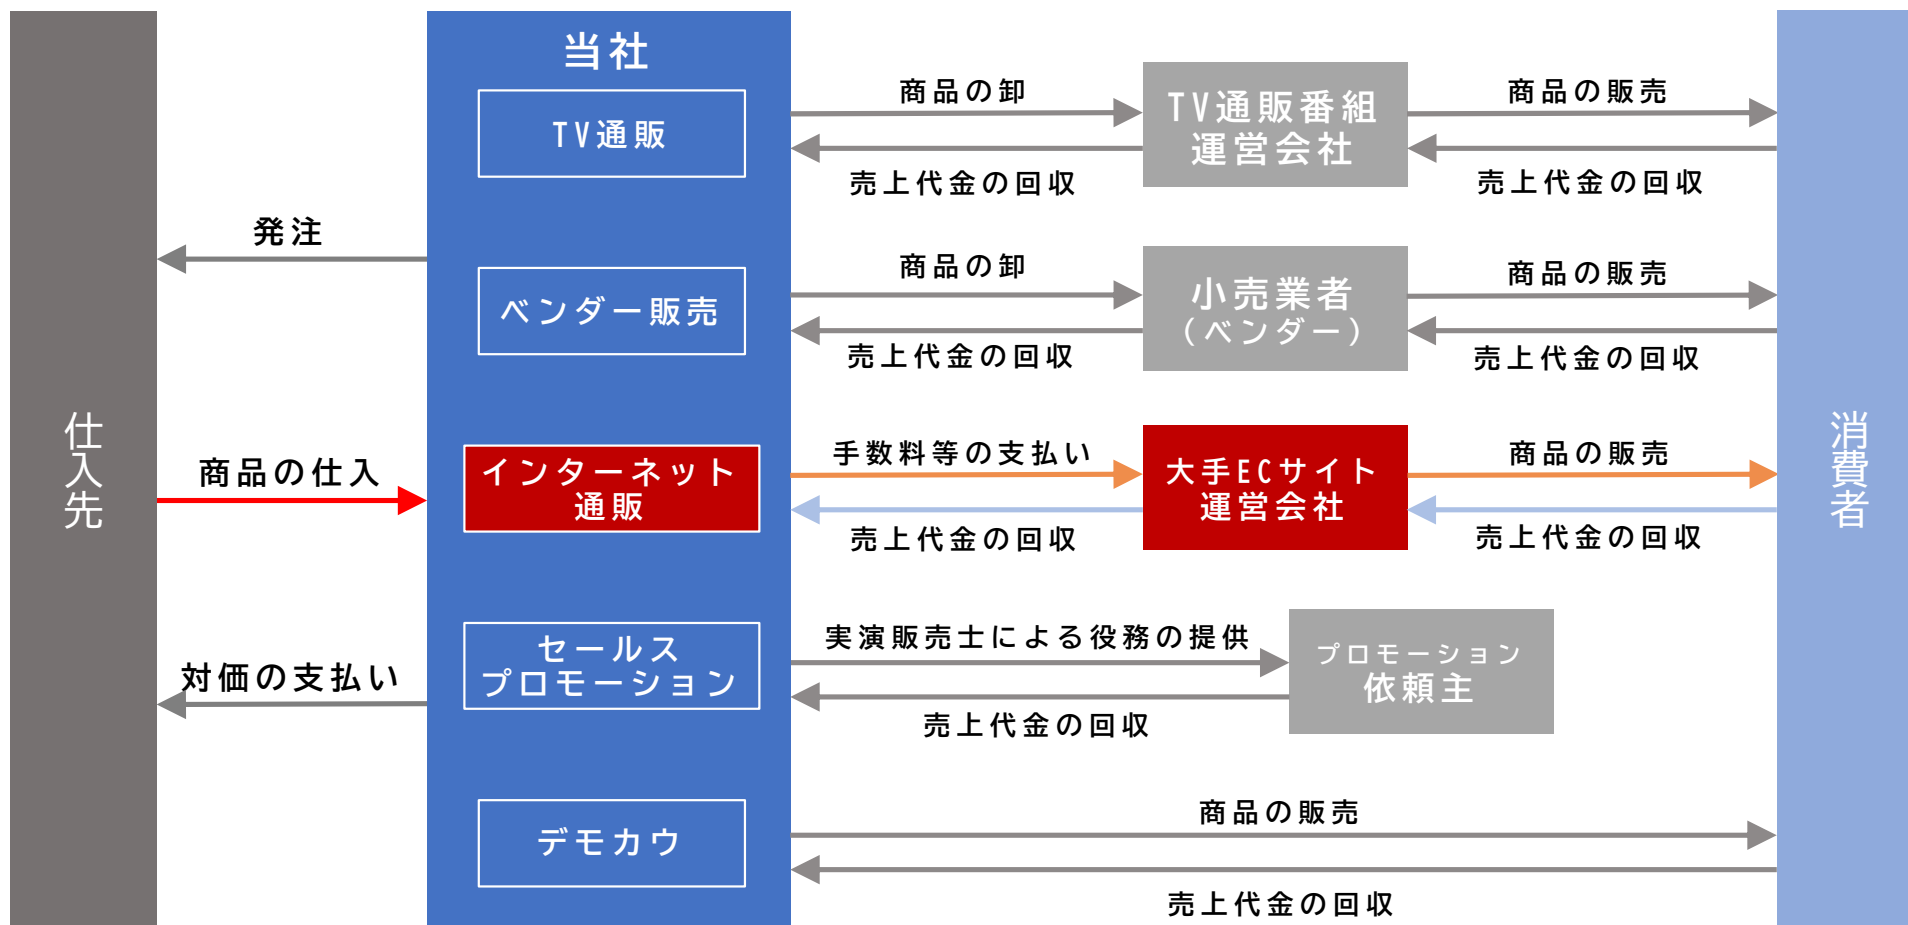 仕入先
発注
商品の仕入
対価の支払い
当社
TV通販
ベンダー販売
インターネット
通販
セールス
プロモーション
デモカウ
商品の卸
売上代金の回収
TV通販番組
運営会社
商品の販売
売上代金の回収
商品の卸
売上代金の回収
小売業者
(ベンダー)
商品の販売
売上代金の回収
手数料等の支払い
売上代金の回収
大手ECサイト
運営会社
商品の販売
売上代金の回収
実演販売士による役務の提供
売上代金の回収
プロモーション
依頼主
商品の販売
売上代金の回収
消費者